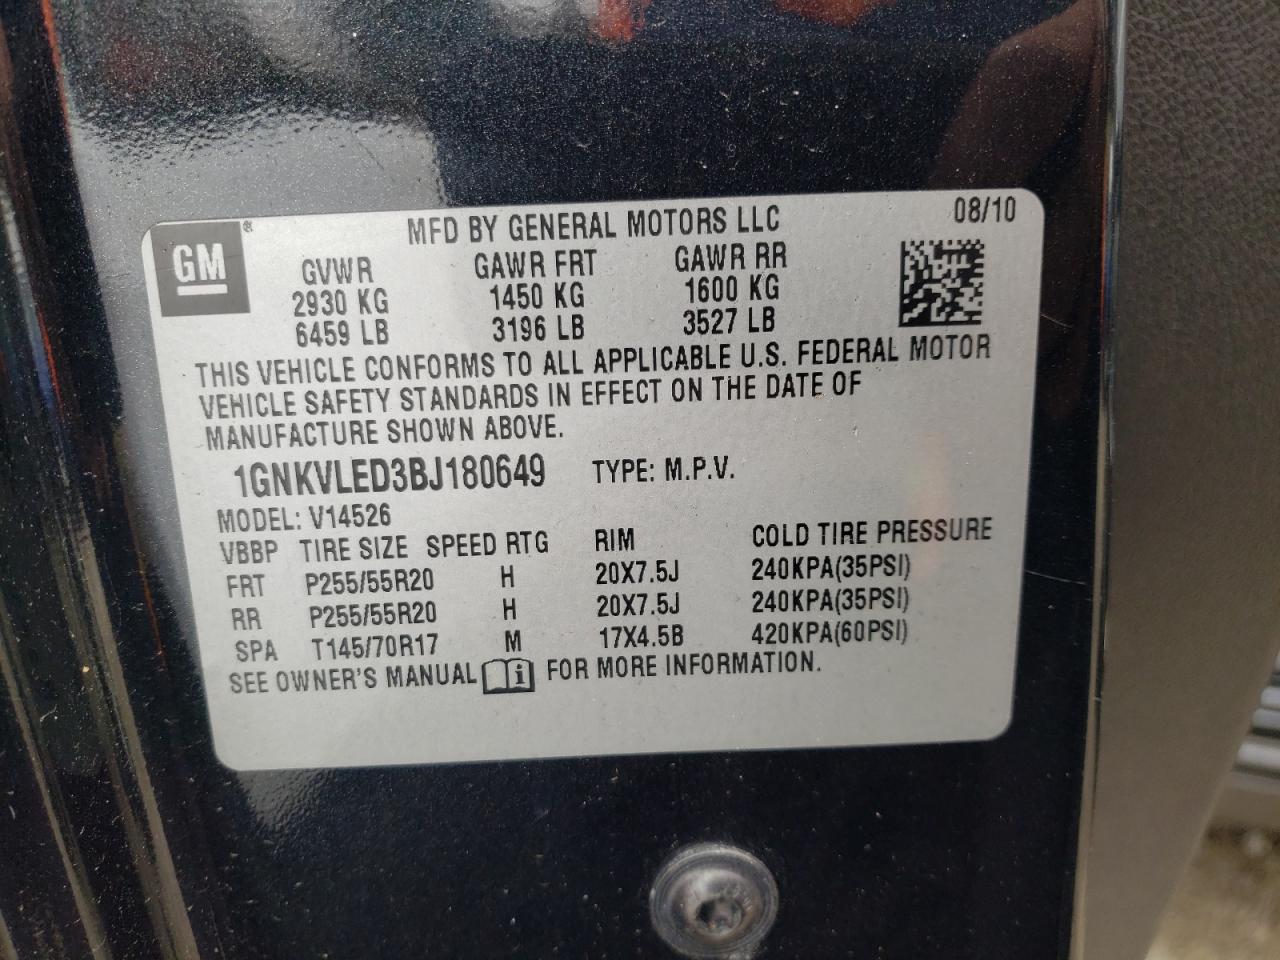 MFD BY GENERAL MOTORS LLC 08/10
GM®
GVWR GAWR FRT GAWR RR
2930 KG 1450 KG 1600 KG
6459 LB 3196 LB 3527 LB
THIS VEHICLE CONFORMS TO ALL APPLICABLE U.S. FEDERAL MOTOR
VEHICLE SAFETY STANDARDS IN EFFECT ON THE DATE OF
MANUFACTURE SHOWN ABOVE.
1GNKVLED3BJ180649 TYPE: M.P.V.
MODEL: V14526
VBBP TIRE SIZE SPEED RTG RIM COLD TIRE PRESSURE
FRT P255/55R20 H 20X7.5J 240KPA(35PSI)
RR P255/55R20 H 20X7.5J 240KPA(35PSI)
SPA T145/70R17 M 17X4.5B 420KPA(60PSI)
SEE OWNER'S MANUAL i FOR MORE INFORMATION.